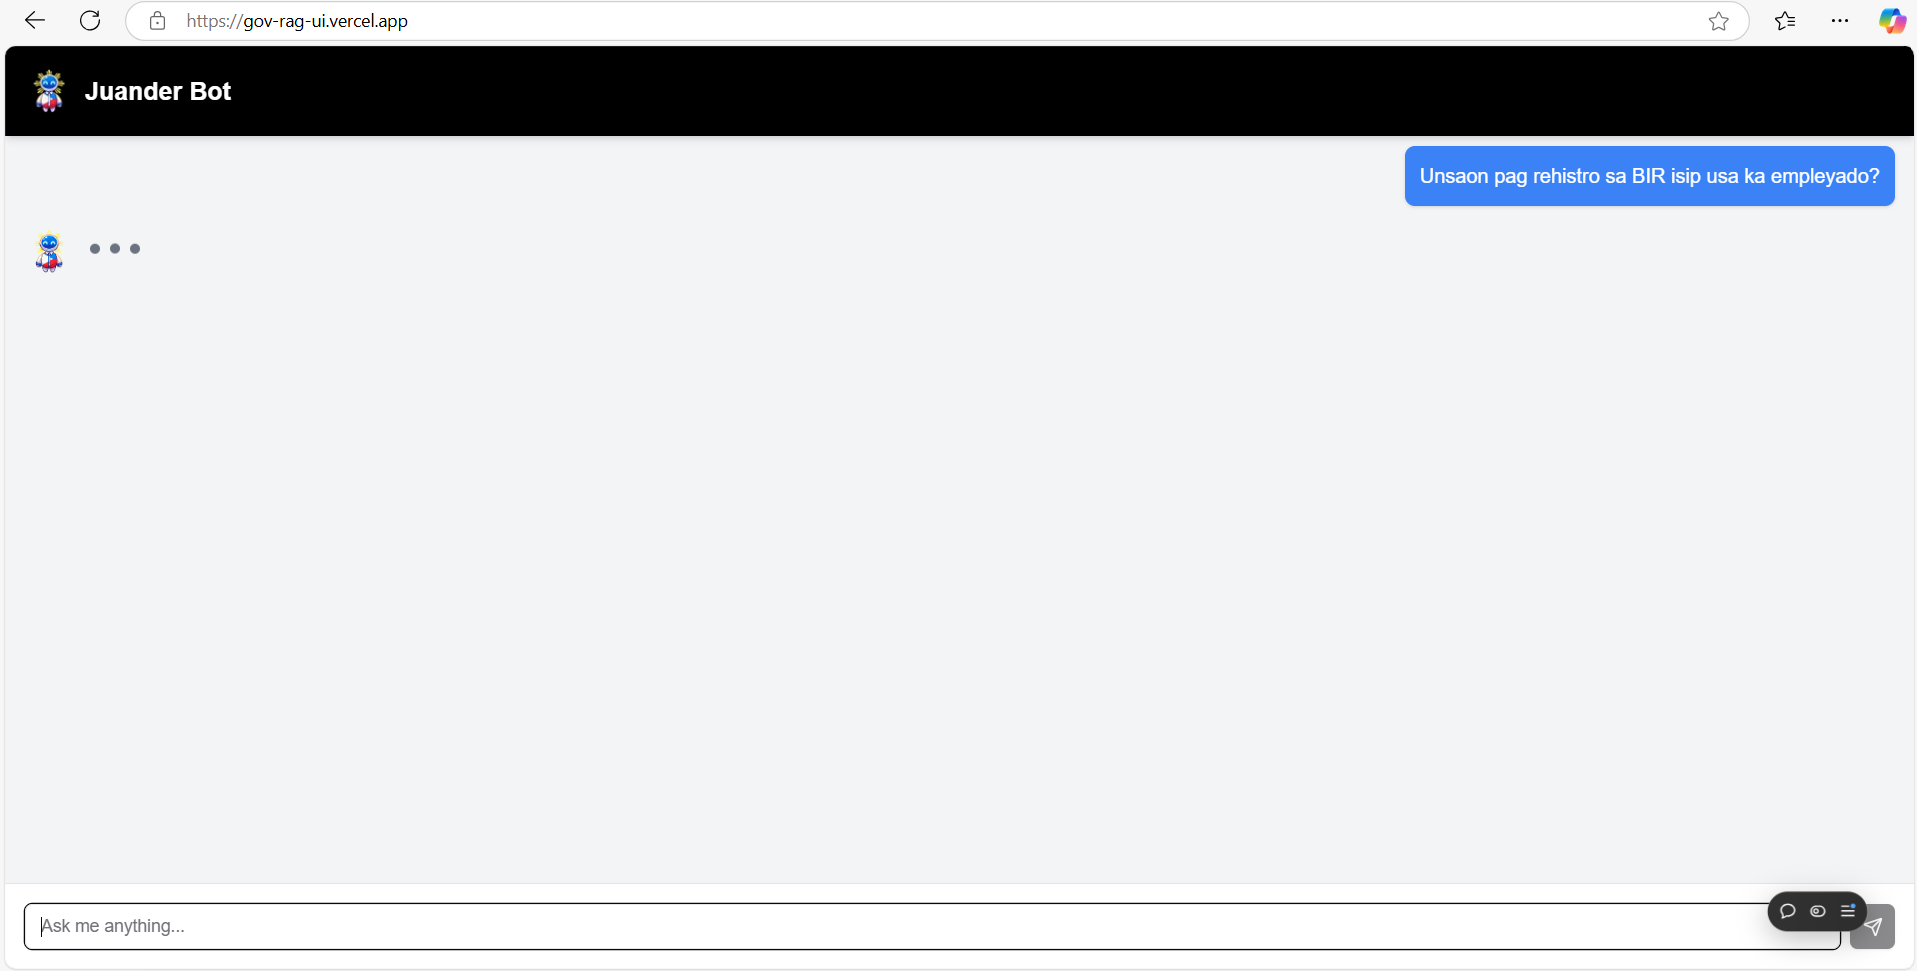 https://gov-rag-ui.vercel.app
Juander Bot
Unsaon pag rehistro sa BIR isip usa ka empleyado?
Ask me anything...